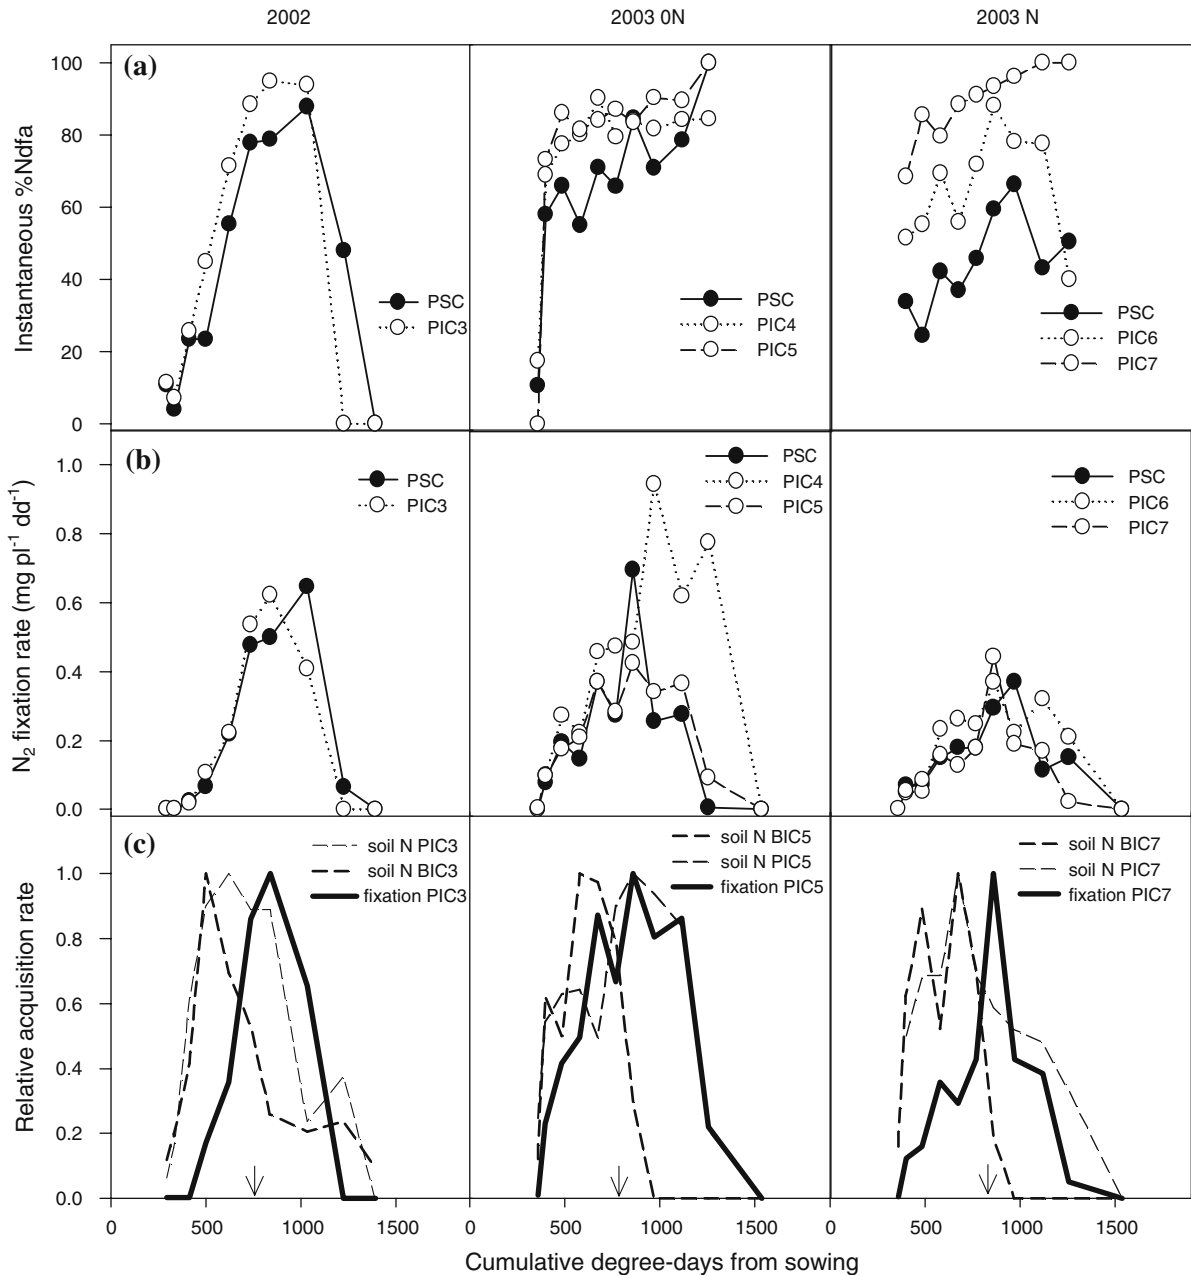 2002
2003 0N
2003 N
(a)
Instantaneous %Ndfa
100
80
60
40
20
0
PSC
PIC3
PSC
PIC4
PIC5
PSC
PIC6
PIC7
(b)
N₂ fixation rate (mg pl⁻¹ dd⁻¹)
1.0
0.8
0.6
0.4
0.2
0.0
PSC
PIC3
PSC
PIC4
PIC5
PSC
PIC6
PIC7
(c)
Relative acquisition rate
1.0
0.8
0.6
0.4
0.2
0.0
soil N PIC3
soil N BIC3
fixation PIC3
soil N BIC5
soil N PIC5
fixation PIC5
soil N BIC7
soil N PIC7
fixation PIC7
0 500 1000 1500 0 500 1000 1500 0 500 1000 1500
Cumulative degree-days from sowing